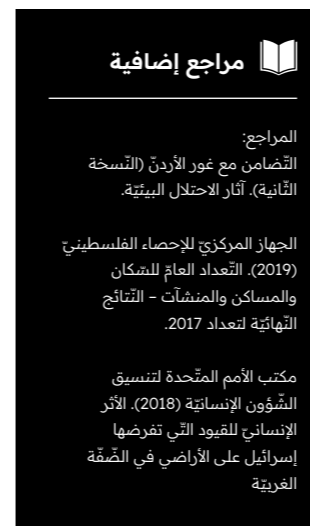 مراجع إضافية
المراجع:
التّضامن مع غور الأردنّ (النّسخة
الثّانية). آثار الاحتلال البيئيّة.
الجهاز المركزيّ للإحصاء الفلسطينيّ
(2019). التّعداد العامّ للسّكان
والمساكن والمنشآت – النّتائج
النّهائيّة لتعداد 2017.
مكتب الأمم المتّحدة لتنسيق
الشّؤون الإنسانيّة (2018). الأثر
الإنسانيّ للقيود التّي تفرضها
إسرائيل على الأراضي في الضّفّة
الغربيّة